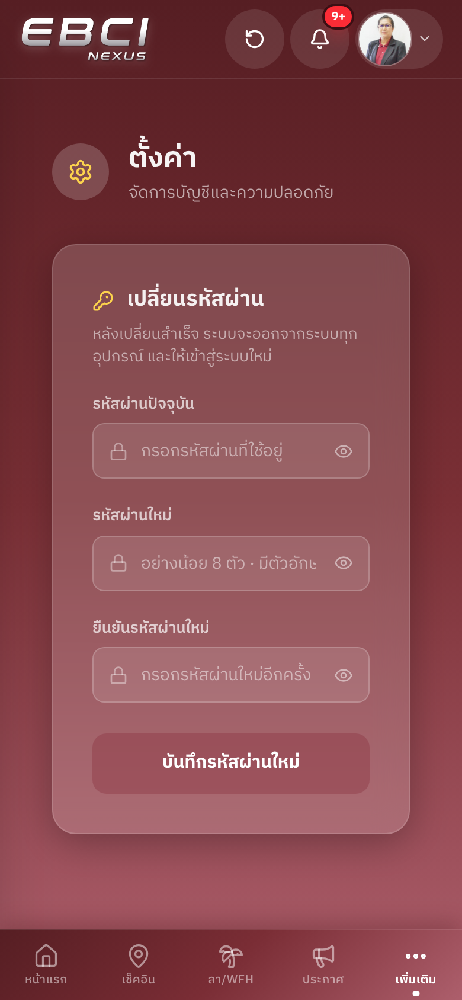 EBCI
NEXUS
9+
ตั้งค่า
จัดการบัญชีและความปลอดภัย
เปลี่ยนรหัสผ่าน
หลังเปลี่ยนสำเร็จ ระบบจะออกจากระบบทุก
อุปกรณ์ และให้เข้าสู่ระบบใหม่
รหัสผ่านปัจจุบัน
กรอกรหัสผ่านที่ใช้อยู่
รหัสผ่านใหม่
อย่างน้อย 8 ตัว · มีตัวอักษ
ยืนยันรหัสผ่านใหม่
กรอกรหัสผ่านใหม่อีกครั้ง
บันทึกรหัสผ่านใหม่
หน้าแรก
เช็คอิน
ลา/WFH
ประกาศ
เพิ่มเติม